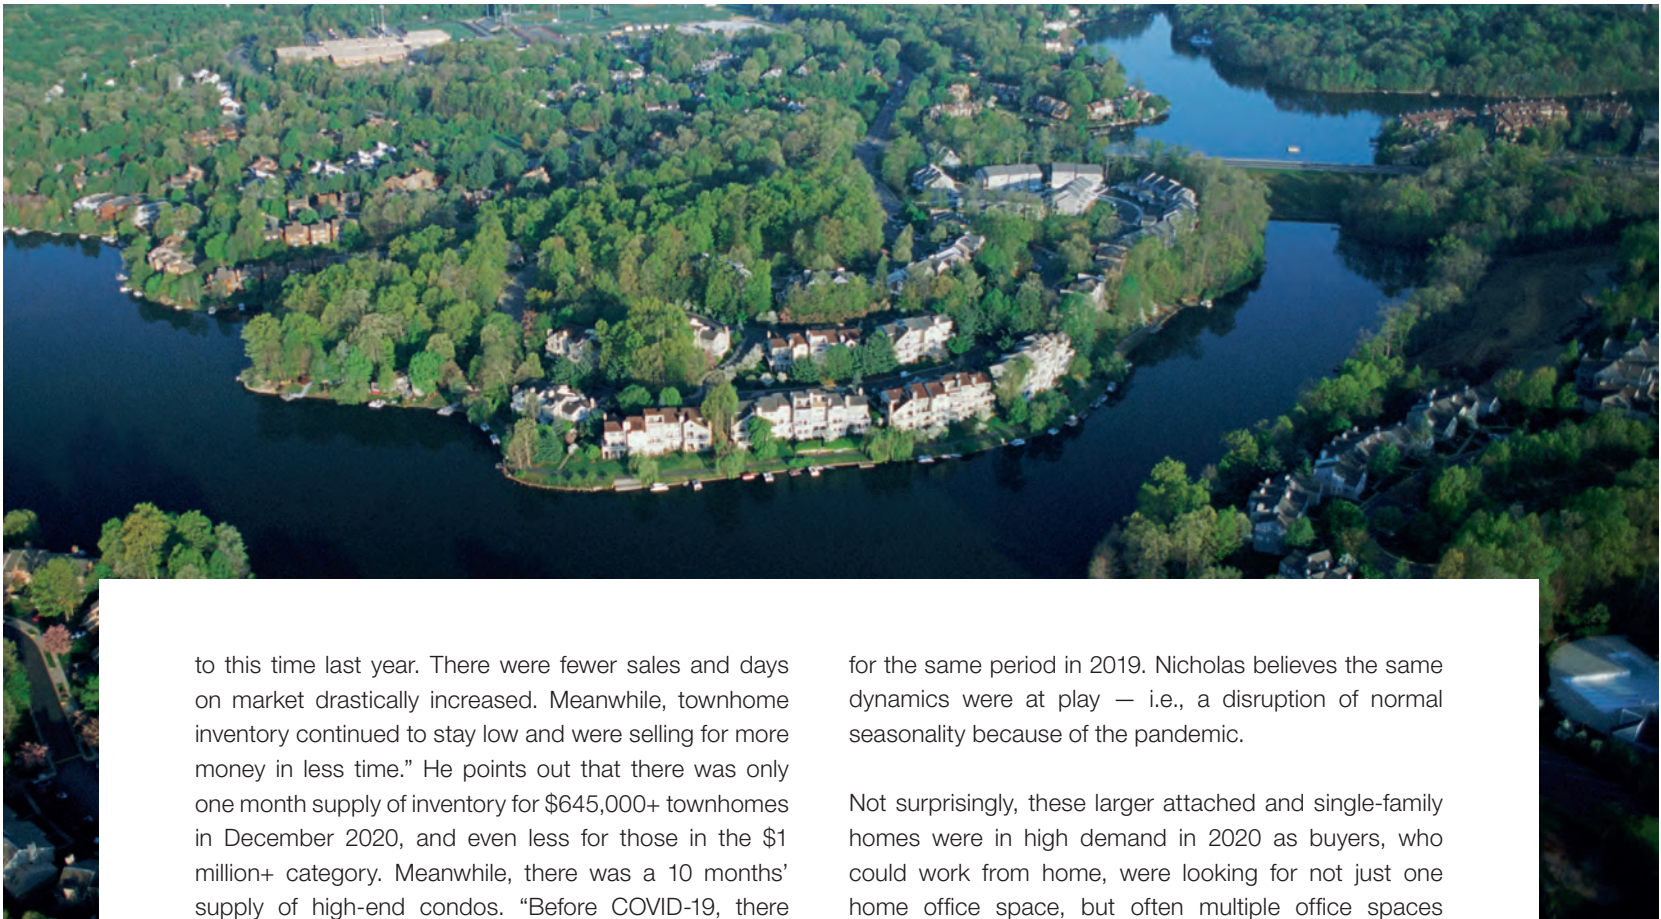 to this time last year. There were fewer sales and days
on market drastically increased. Meanwhile, townhome
inventory continued to stay low and were selling for more
money in less time.” He points out that there was only
one month supply of inventory for $645,000+ townhomes
in December 2020, and even less for those in the $1
million+ category. Meanwhile, there was a 10 months’
supply of high-end condos. “Before COVID-19, there
for the same period in 2019. Nicholas believes the same
dynamics were at play — i.e., a disruption of normal
seasonality because of the pandemic.
Not surprisingly, these larger attached and single-family
homes were in high demand in 2020 as buyers, who
could work from home, were looking for not just one
home office space, but often multiple office spaces